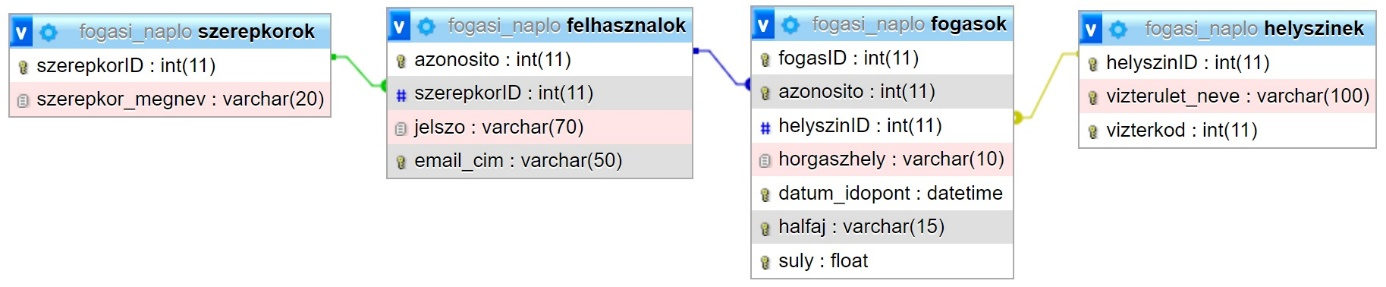 v fogasi_naplo szerepkorok
szerepkorID : int(11)
szerepkor_megnev : varchar(20)
v fogasi_naplo felhasznalok
azonosito : int(11)
# szerepkorID : int(11)
jelszo : varchar(70)
email_cim : varchar(50)
v fogasi_naplo fogasok
fogasID : int(11)
azonosito : int(11)
# helyszinID : int(11)
horgaszhely : varchar(10)
datum_idopont : datetime
halfaj : varchar(15)
suly : float
v fogasi_naplo helyszinek
helyszinID : int(11)
vizterulet_neve : varchar(100)
vizterkod : int(11)